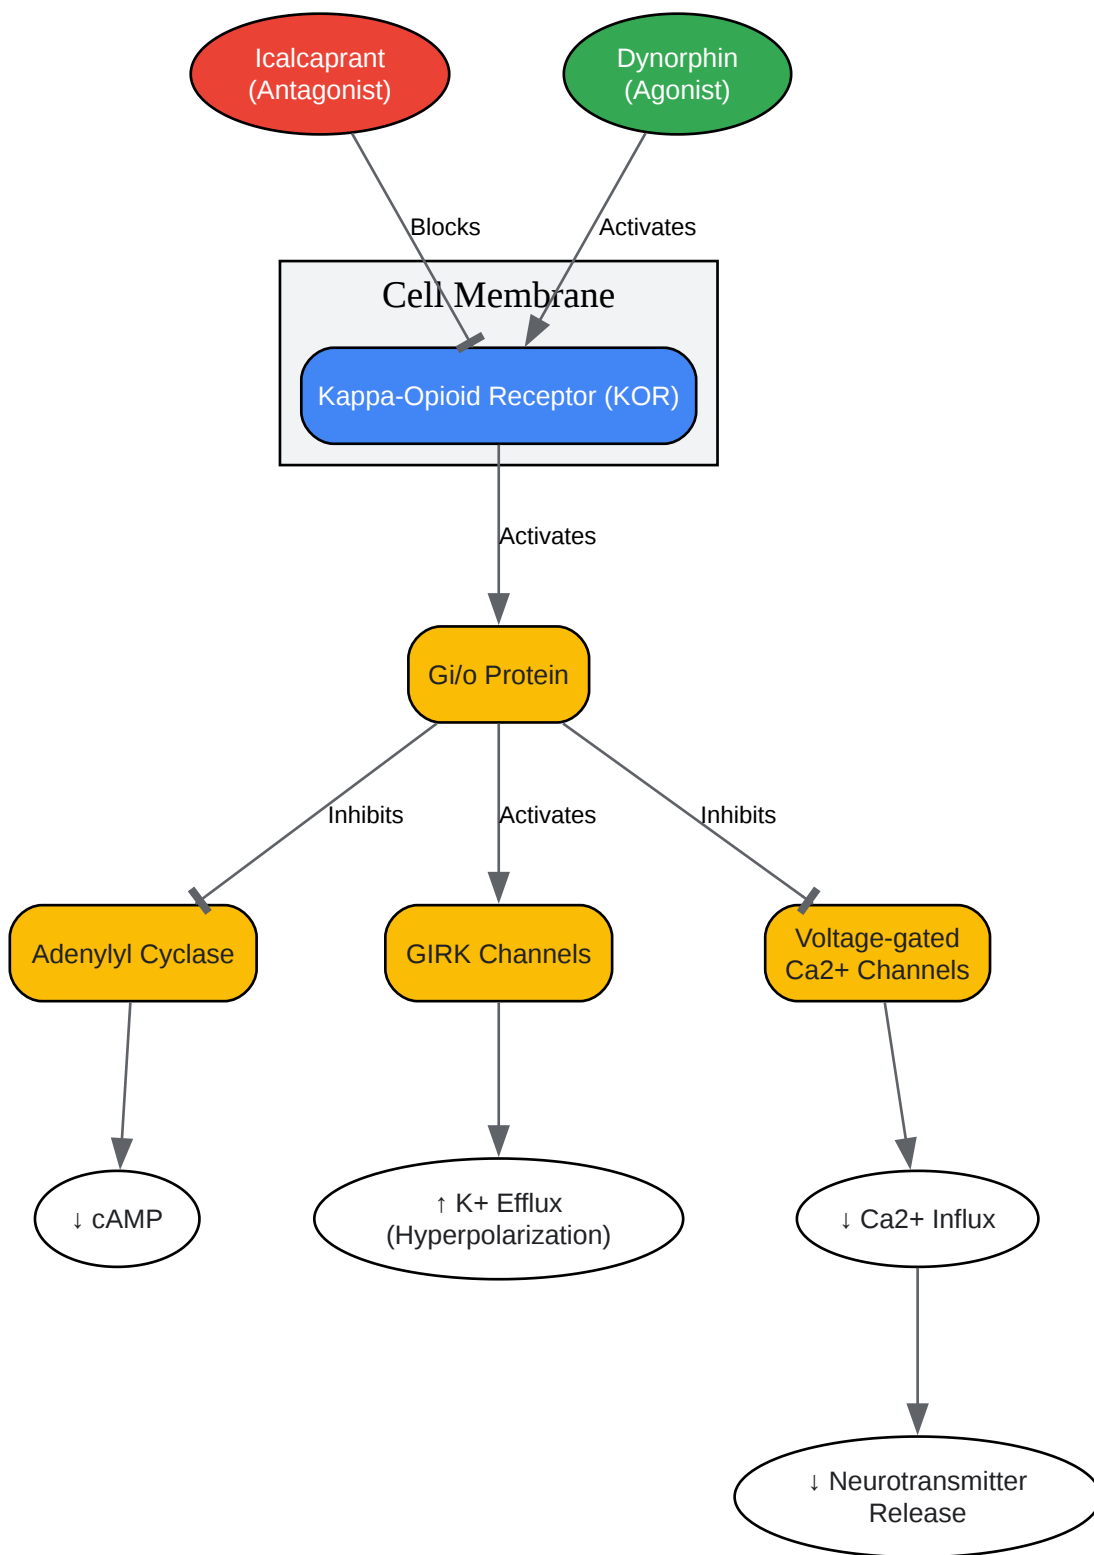 Icalcaprant
(Antagonist)
Dynorphin
(Agonist)
Blocks
Activates
Cell Membrane
Kappa-Opioid Receptor (KOR)
Activates
Gi/o Protein
Inhibits
Activates
Inhibits
Adenylyl Cyclase
GIRK Channels
Voltage-gated
Ca2+ Channels
↓ cAMP
↑ K+ Efflux
(Hyperpolarization)
↓ Ca2+ Influx
↓ Neurotransmitter
Release